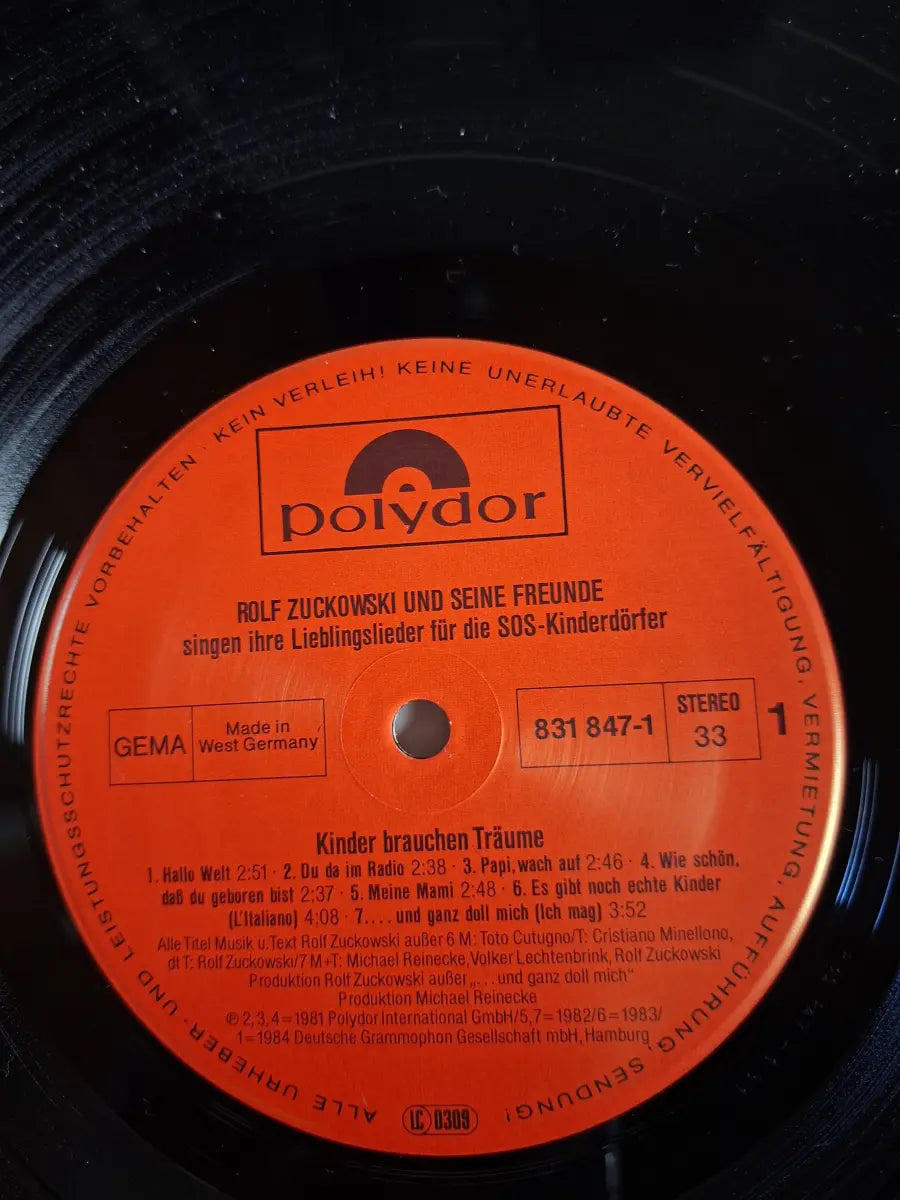 ALLE URHEBER- UND LEISTUNGSSCHUTZRECHTE VORBEHALTEN · KEIN VERLEIH! KEINE UNERLAUBTE VERVIELFÄLTIGUNG, VERMIETUNG, AUFFÜHRUNG, SENDUNG!
polydor
ROLF ZUCKOWSKI UND SEINE FREUNDE
singen ihre Lieblingslieder für die SOS-Kinderdörfer
GEMA
Made in
West Germany
831 847-1
STEREO
33
1
Kinder brauchen Träume
1. Hallo Welt 2:51 · 2. Du da im Radio 2:38 · 3. Papi, wach auf 2:46 · 4. Wie schön,
daß du geboren bist 2:37 · 5. Meine Mami 2:48 · 6. Es gibt noch echte Kinder
(L'Italiano) 4:08 · 7. ... und ganz doll mich (Ich mag) 3:52
Alle Titel Musik u.Text Rolf Zuckowski außer 6 M: Toto Cutugno/T: Cristiano Minellono,
dt T: Rolf Zuckowski/7 M+T: Michael Reinecke, Volker Lechtenbrink, Rolf Zuckowski
Produktion Rolf Zuckowski außer „... und ganz doll mich"
Produktion Michael Reinecke
℗ 2,3,4=1981 Polydor International GmbH/5,7=1982/6=1983/
1=1984 Deutsche Grammophon Gesellschaft mbH, Hamburg
LC 0309